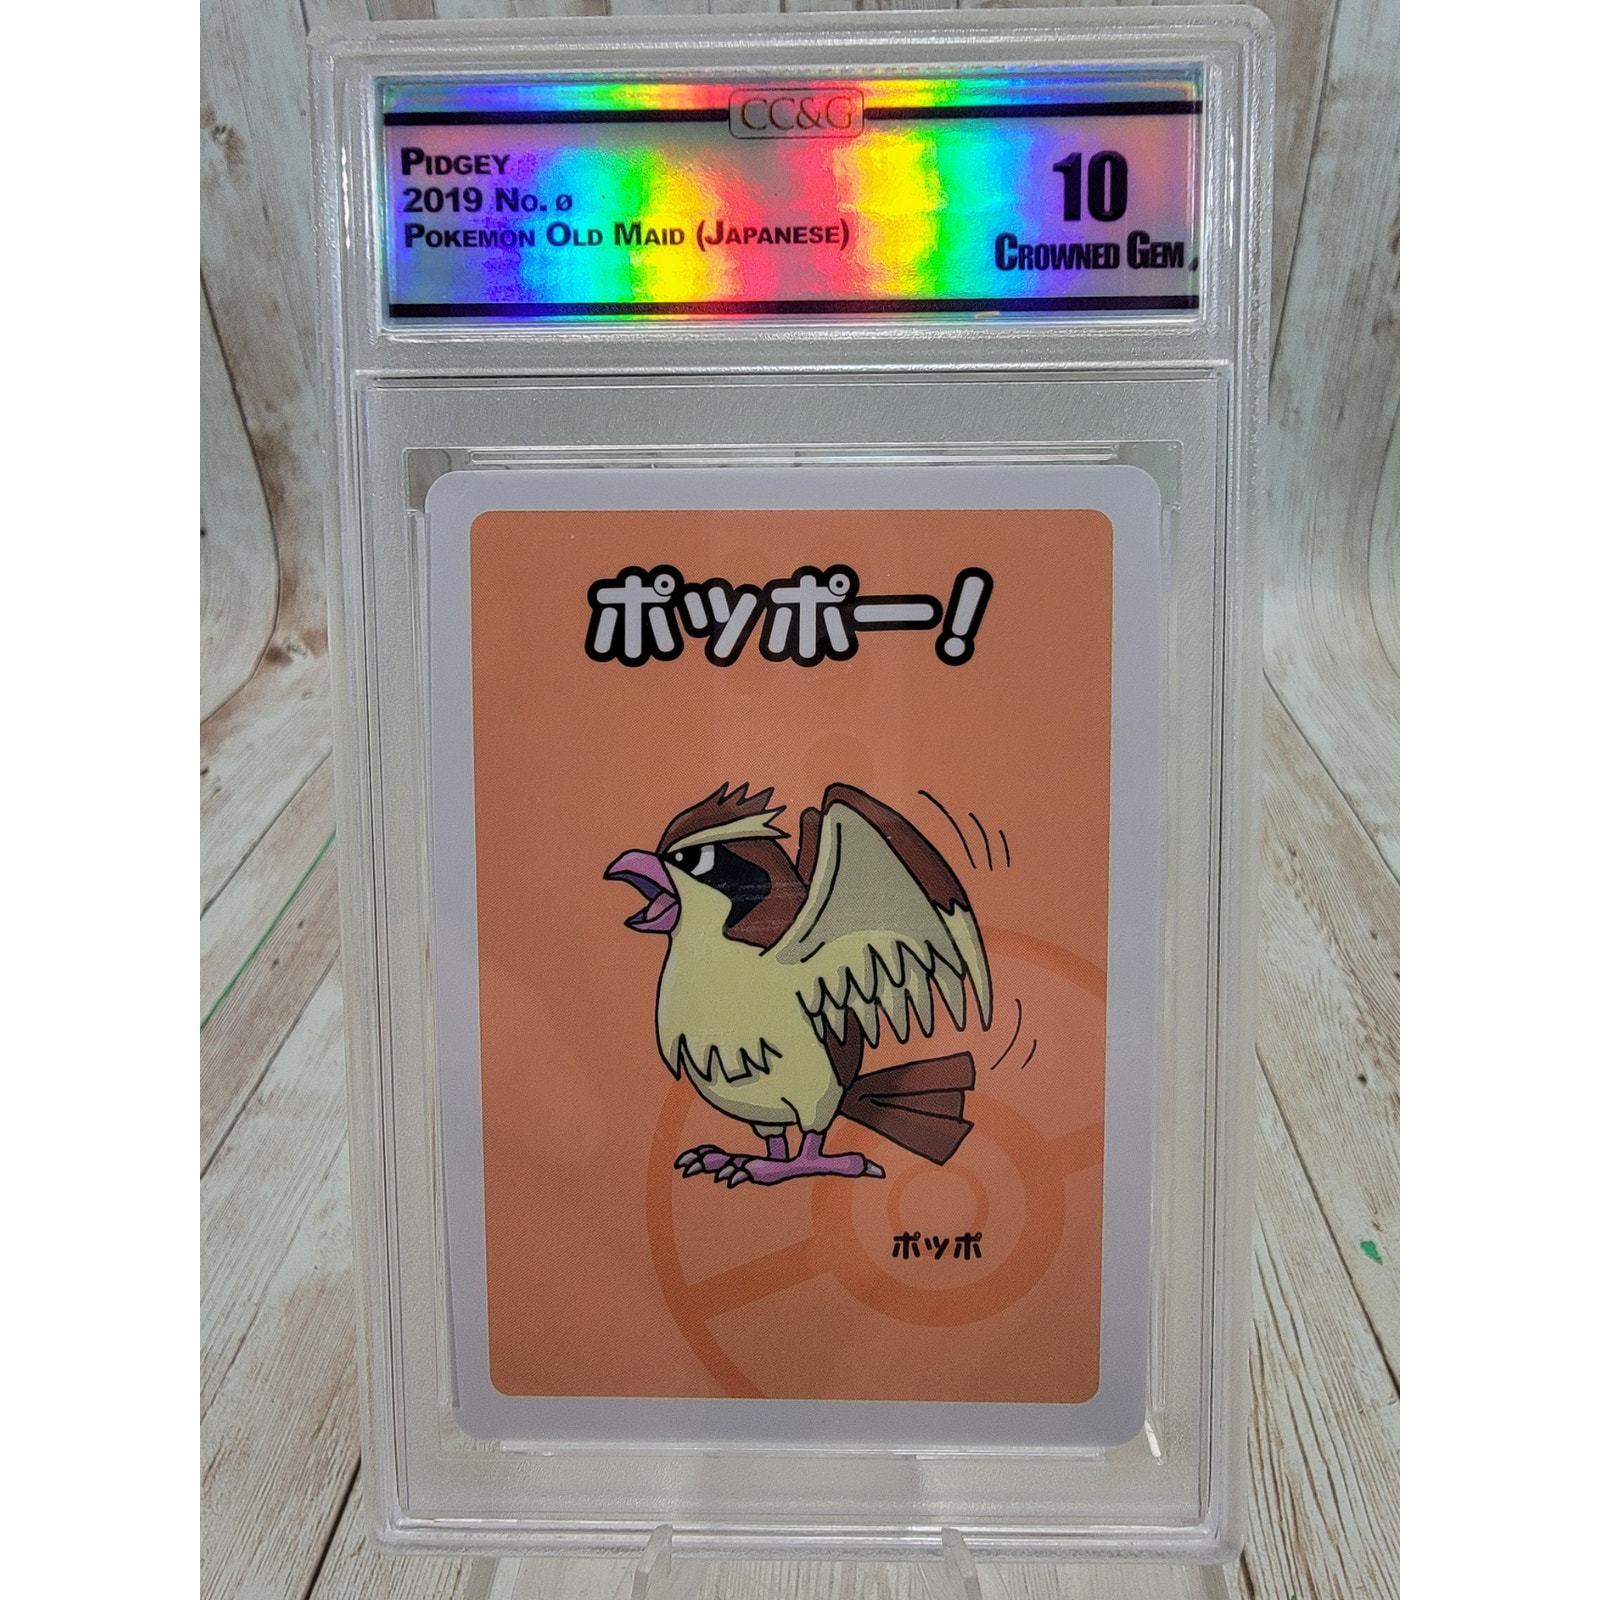 CC&G
PIDGEY
2019 NO. ø
POKEMON OLD MAID (JAPANESE)
10
CROWNED GEM
ポッポー!
ポッポ